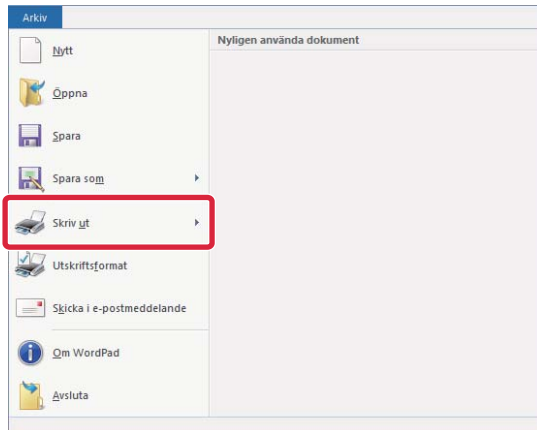 Arkiv
Nyligen använda dokument
Nytt
Öppna
Spara
Spara som
Skriv ut
Utskriftsformat
Skicka i e-postmeddelande
Om WordPad
Avsluta